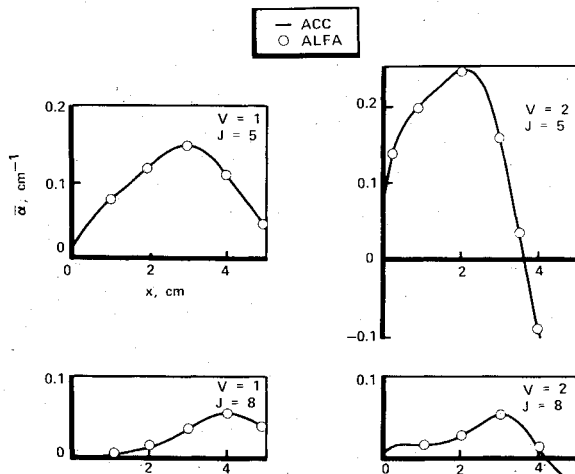 — ACC
○ ALFA
0.2
0.1
0
ᾱ, cm⁻¹
V = 1
J = 5
0
2
4
x, cm
0.2
0.1
0
−0.1
V = 2
J = 5
2
4
0.1
0
V = 1
J = 8
2
4
0.1
0
V = 2
J = 8
0
2
4